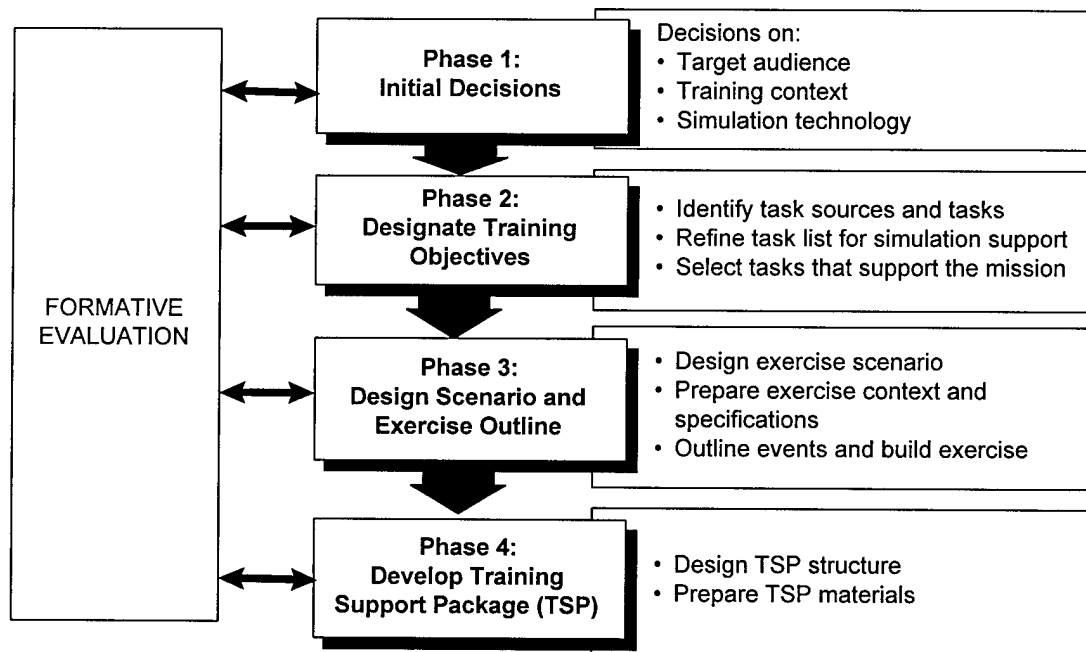 FORMATIVE
EVALUATION
Phase 1:
Initial Decisions
Decisions on:
• Target audience
• Training context
• Simulation technology
Phase 2:
Designate Training
Objectives
• Identify task sources and tasks
• Refine task list for simulation support
• Select tasks that support the mission
Phase 3:
Design Scenario and
Exercise Outline
• Design exercise scenario
• Prepare exercise context and
specifications
• Outline events and build exercise
Phase 4:
Develop Training
Support Package (TSP)
• Design TSP structure
• Prepare TSP materials